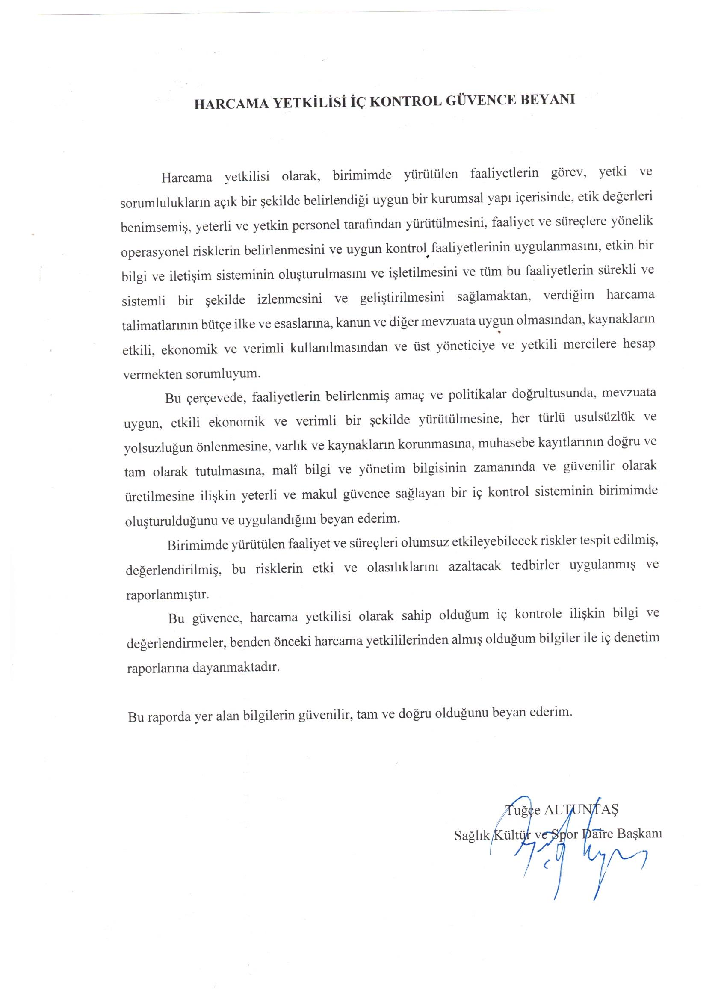 HARCAMA YETKİLİSİ İÇ KONTROL GÜVENCE BEYANI
Harcama yetkilisi olarak, birimimde yürütülen faaliyetlerin görev, yetki ve
sorumlulukların açık bir şekilde belirlendiği uygun bir kurumsal yapı içerisinde, etik değerleri
benimsemiş, yeterli ve yetkin personel tarafından yürütülmesini, faaliyet ve süreçlere yönelik
operasyonel risklerin belirlenmesini ve uygun kontrol faaliyetlerinin uygulanmasını, etkin bir
bilgi ve iletişim sisteminin oluşturulmasını ve işletilmesini ve tüm bu faaliyetlerin sürekli ve
sistemli bir şekilde izlenmesini ve geliştirilmesini sağlamaktan, verdiğim harcama
talimatlarının bütçe ilke ve esaslarına, kanun ve diğer mevzuata uygun olmasından, kaynakların
etkili, ekonomik ve verimli kullanılmasından ve üst yöneticiye ve yetkili mercilere hesap
vermekten sorumluyum.
Bu çerçevede, faaliyetlerin belirlenmiş amaç ve politikalar doğrultusunda, mevzuata
uygun, etkili ekonomik ve verimli bir şekilde yürütülmesine, her türlü usulsüzlük ve
yolsuzluğun önlenmesine, varlık ve kaynakların korunmasına, muhasebe kayıtlarının doğru ve
tam olarak tutulmasına, malî bilgi ve yönetim bilgisinin zamanında ve güvenilir olarak
üretilmesine ilişkin yeterli ve makul güvence sağlayan bir iç kontrol sisteminin birimimde
oluşturulduğunu ve uygulandığını beyan ederim.
Birimimde yürütülen faaliyet ve süreçleri olumsuz etkileyebilecek riskler tespit edilmiş,
değerlendirilmiş, bu risklerin etki ve olasılıklarını azaltacak tedbirler uygulanmış ve
raporlanmıştır.
Bu güvence, harcama yetkilisi olarak sahip olduğum iç kontrole ilişkin bilgi ve
değerlendirmeler, benden önceki harcama yetkililerinden almış olduğum bilgiler ile iç denetim
raporlarına dayanmaktadır.
Bu raporda yer alan bilgilerin güvenilir, tam ve doğru olduğunu beyan ederim.
Tuğçe ALTUNTAŞ
Sağlık Kültür ve Spor Daire Başkanı